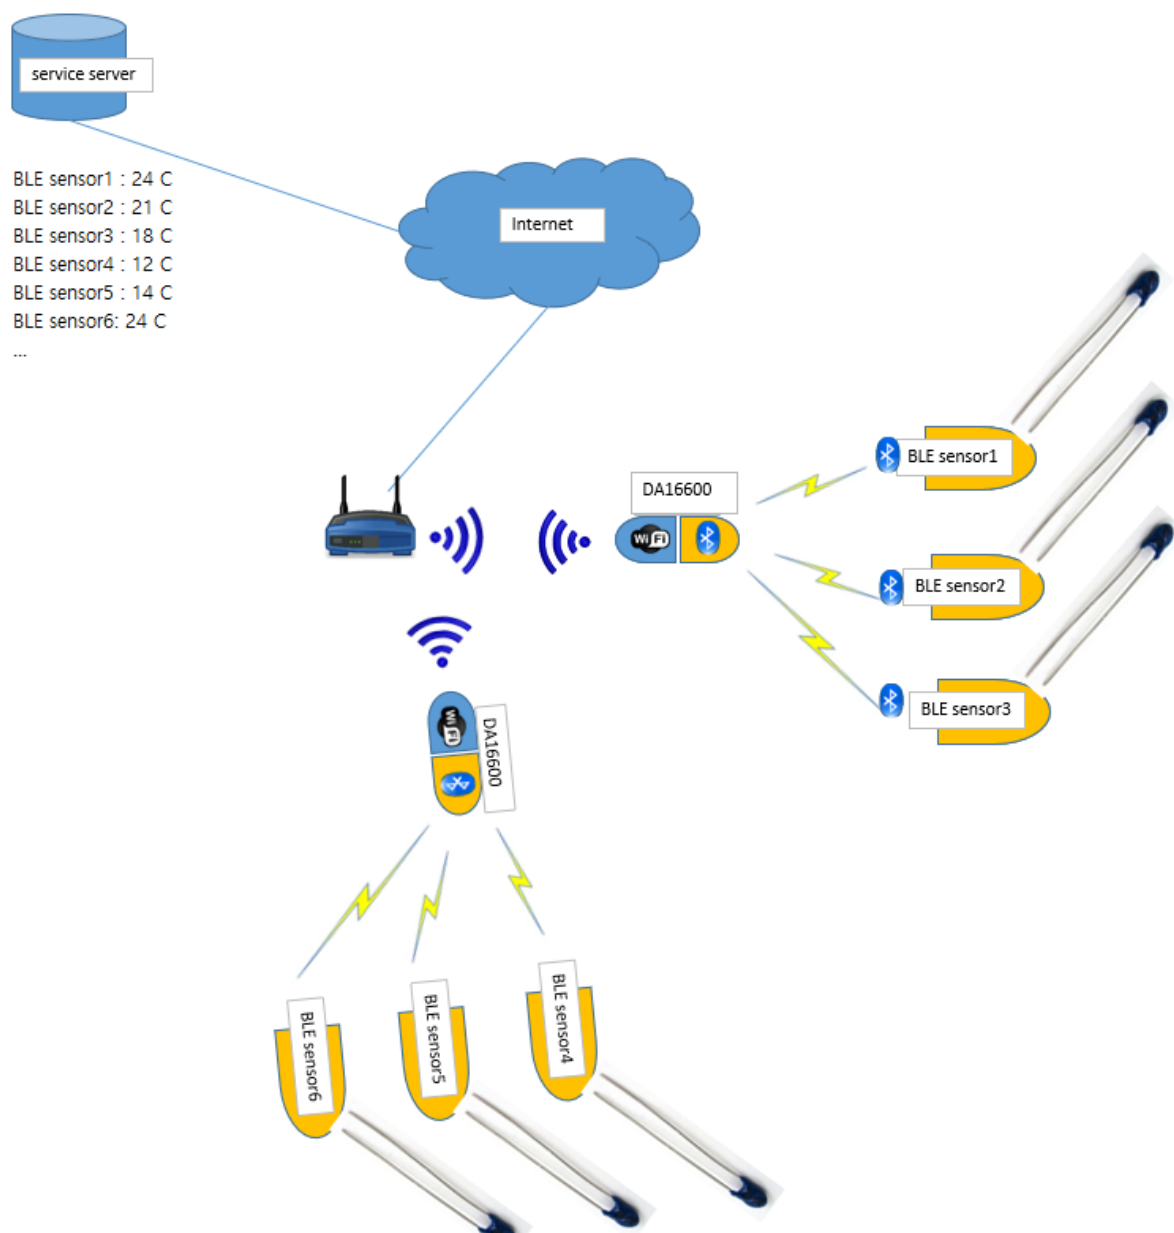 service server
BLE sensor1 : 24 C
BLE sensor2 : 21 C
BLE sensor3 : 18 C
BLE sensor4 : 12 C
BLE sensor5 : 14 C
BLE sensor6: 24 C
...
Internet
DA16600
Wi Fi
BLE sensor1
BLE sensor2
BLE sensor3
Wi Fi
DA16600
BLE sensor4
BLE sensor5
BLE sensor6